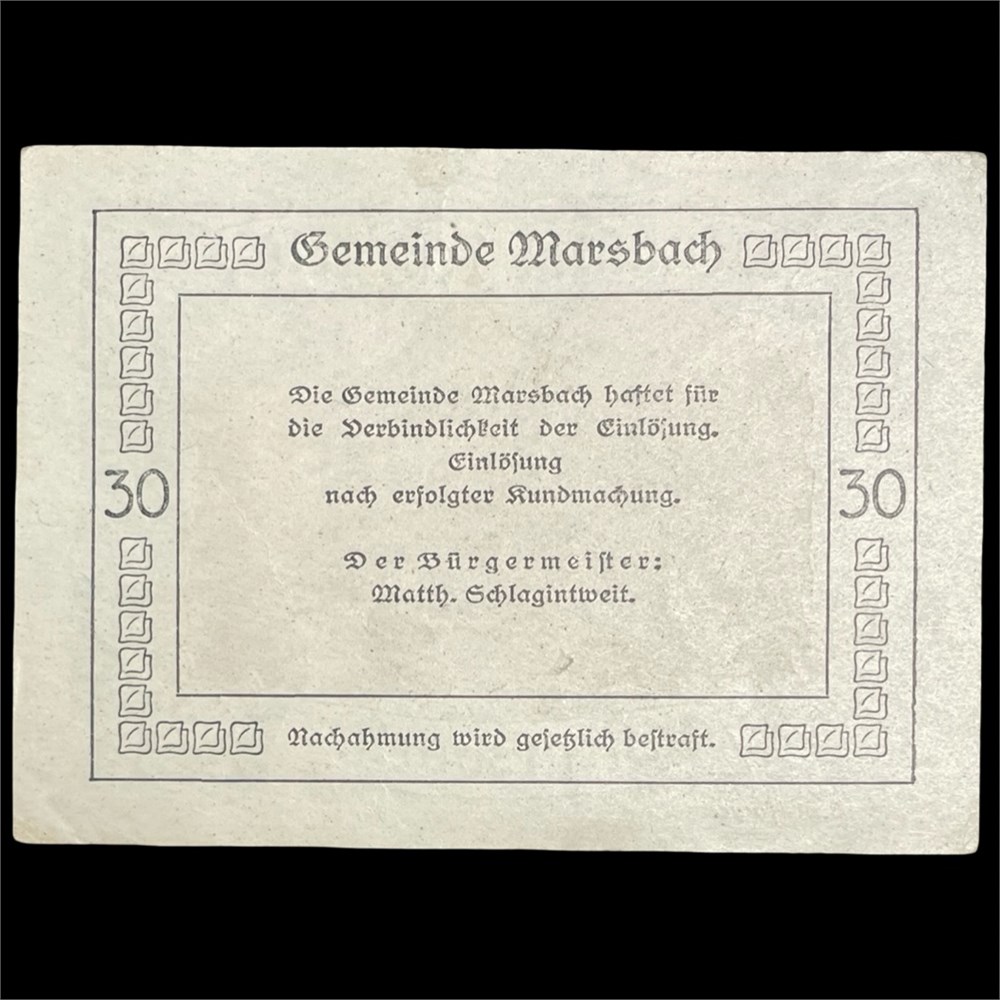 Gemeinde Marsbach
Die Gemeinde Marsbach haftet für
die Verbindlichkeit der Einlösung.
Einlösung
nach erfolgter Kundmachung.
30
30
Der Bürgermeister:
Matth. Schlagintweit.
Nachahmung wird gesetzlich bestraft.